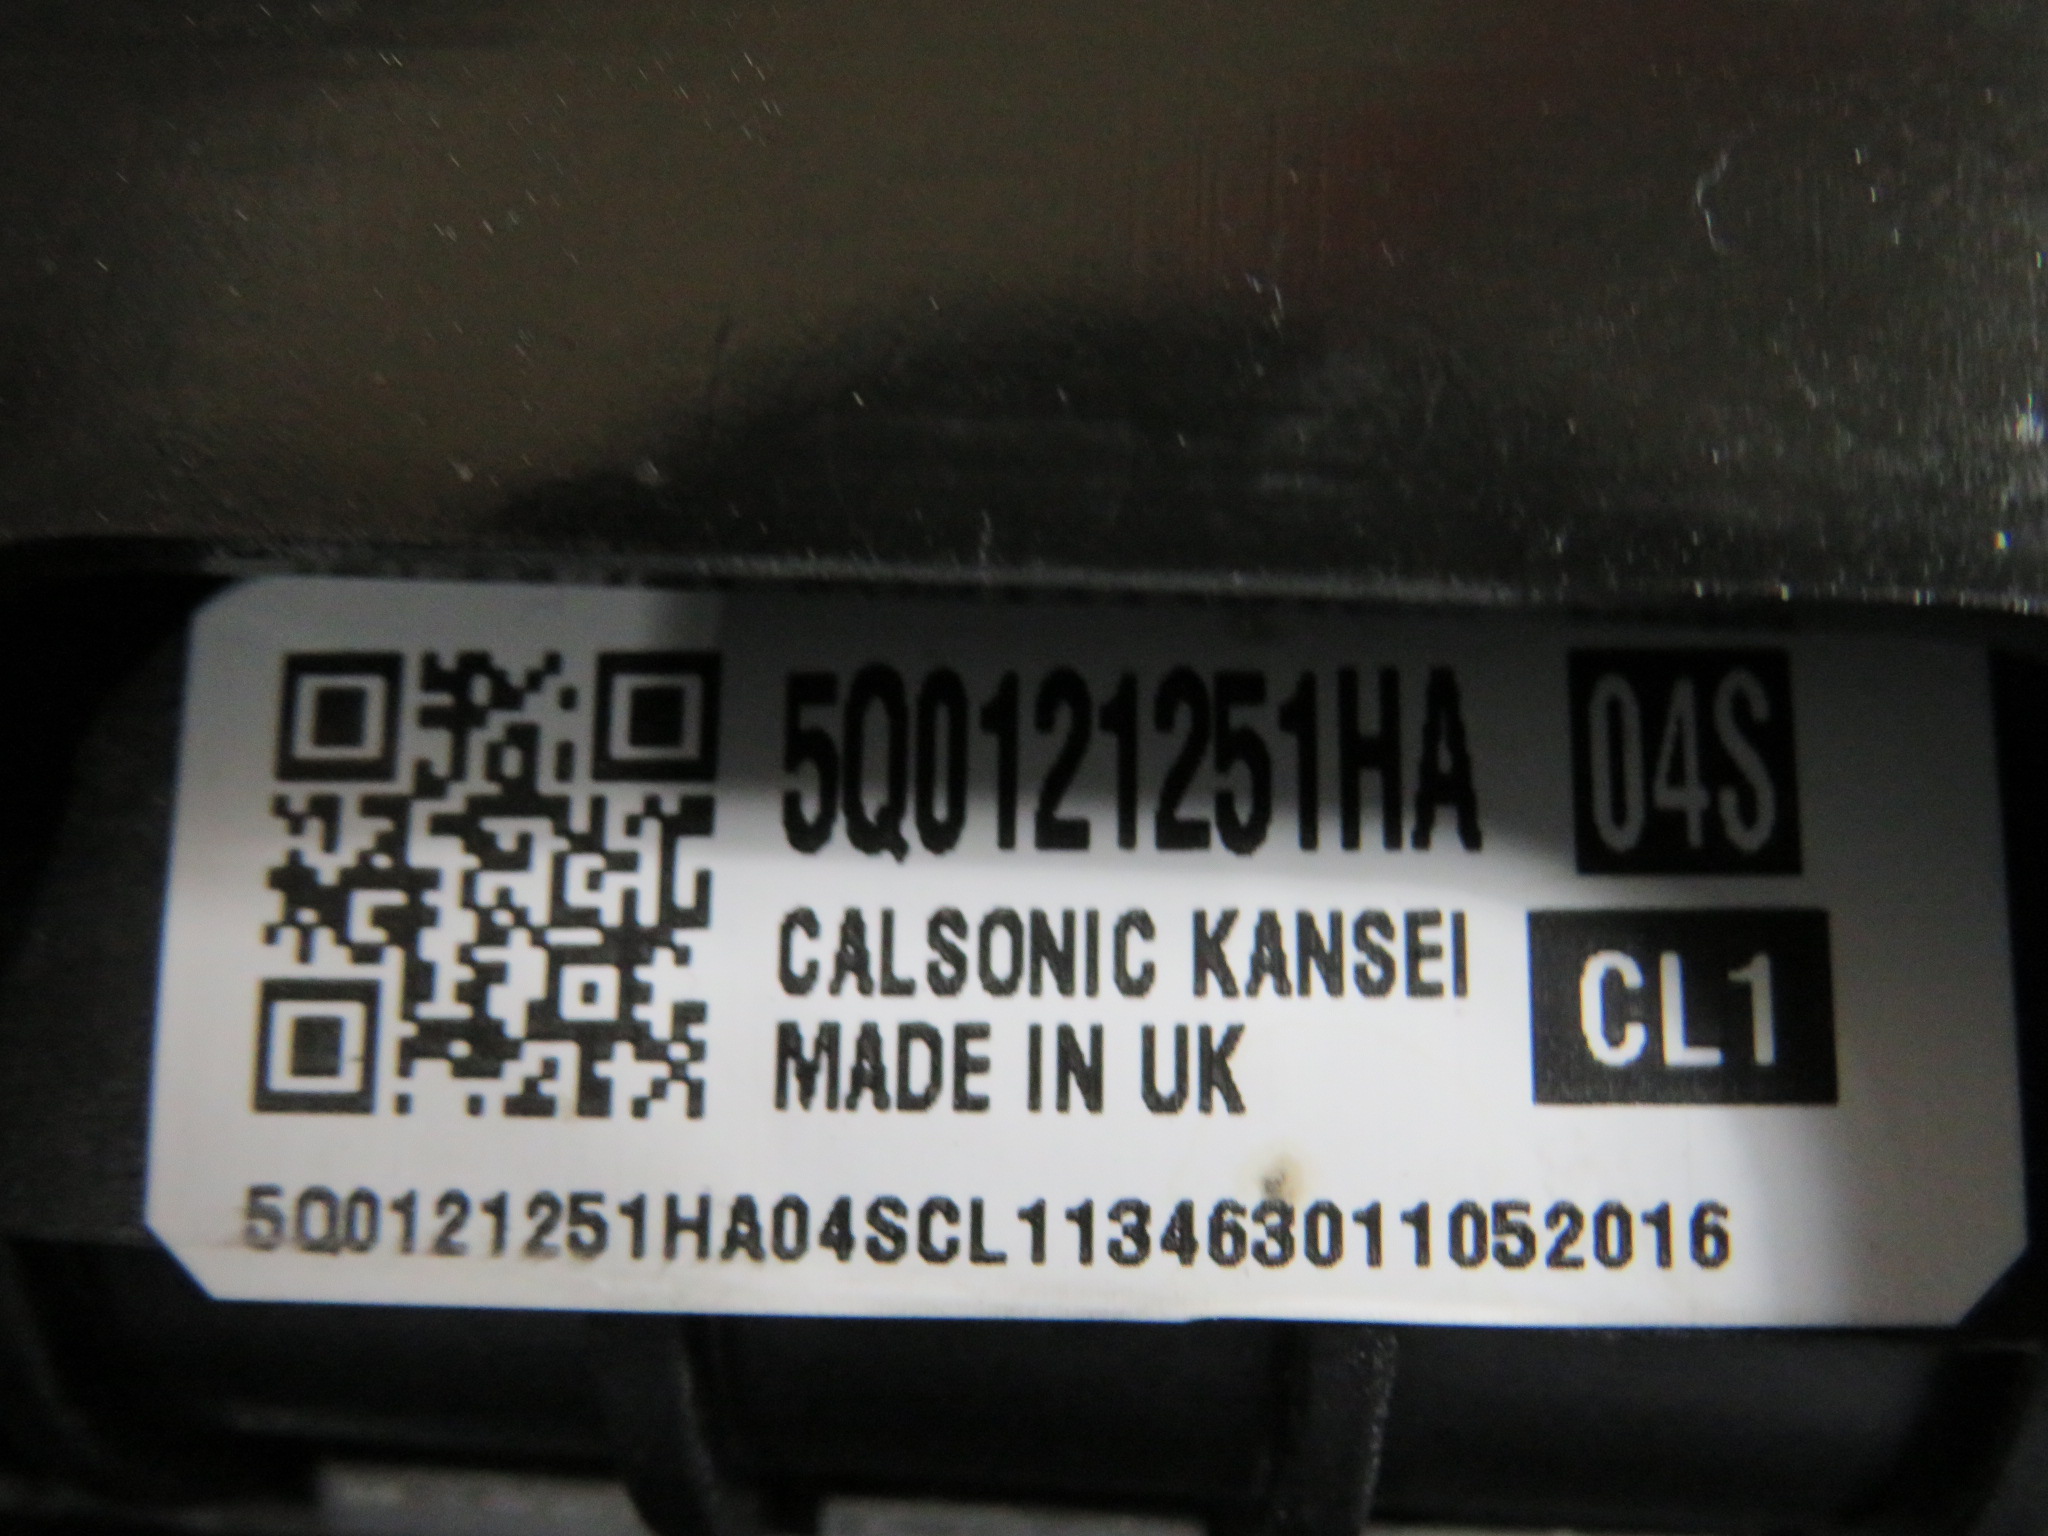 5Q0121251HA 04S
CALSONIC KANSEI
MADE IN UK
CL1
5Q0121251HA04SCL113463011052016